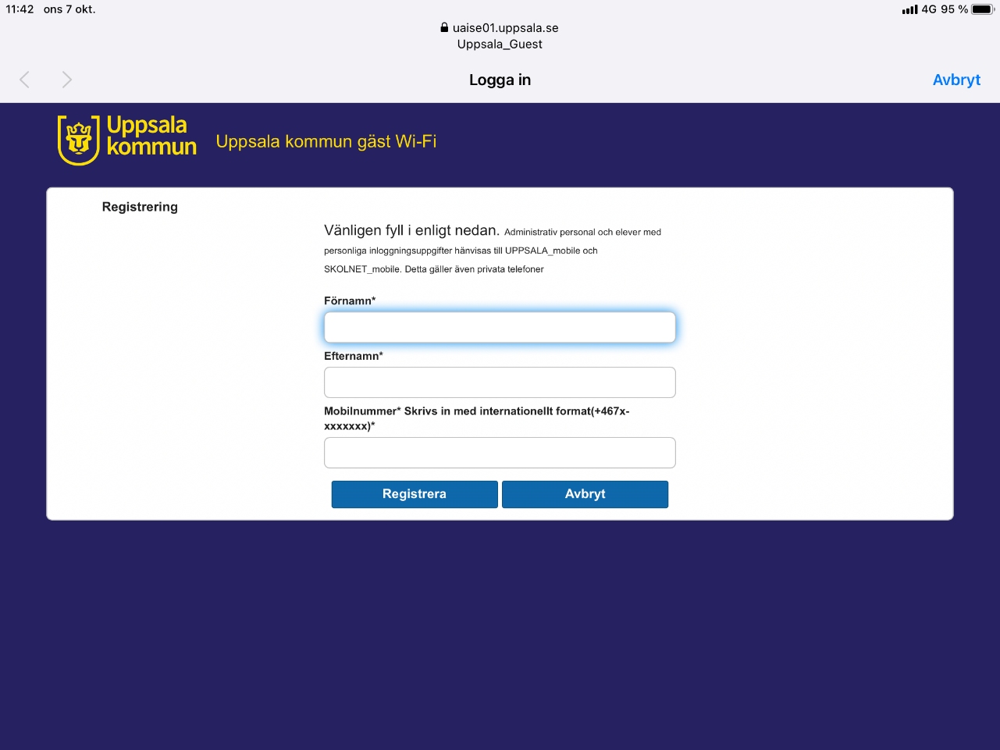 11:42 ons 7 okt.
4G 95 %
uaise01.uppsala.se
Uppsala_Guest
Logga in
Avbryt
Uppsala
kommun
Uppsala kommun gäst Wi-Fi
Registrering
Vänligen fyll i enligt nedan. Administrativ personal och elever med
personliga inloggningsuppgifter hänvisas till UPPSALA_mobile och
SKOLNET_mobile. Detta gäller även privata telefoner
Förnamn*
Efternamn*
Mobilnummer* Skrivs in med internationellt format(+467x-
xxxxxxx)*
Registrera
Avbryt